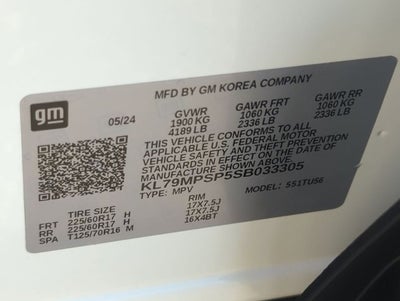 gm
MFD BY GM KOREA COMPANY
05/24 GVWR GAWR FRT GAWR RR
1900 KG 1060 KG 1060 KG
4189 LB 2336 LB 2336 LB
THIS VEHICLE CONFORMS TO ALL
APPLICABLE U.S. FEDERAL MOTOR
VEHICLE SAFETY STANDARDS AND
THEFT PREVENTION STANDARDS IN EFFECT ON THE DATE OF
MANUFACTURE SHOWN ABOVE.
KL79MPSP5SB033305
TYPE: MPV MODEL: 5S1TU56
TIRE SIZE RIM
FRT 225/60R17 H 17X7.5J
RR 225/60R17 H 17X7.5J
SPA T125/70R16 M 16X4BT